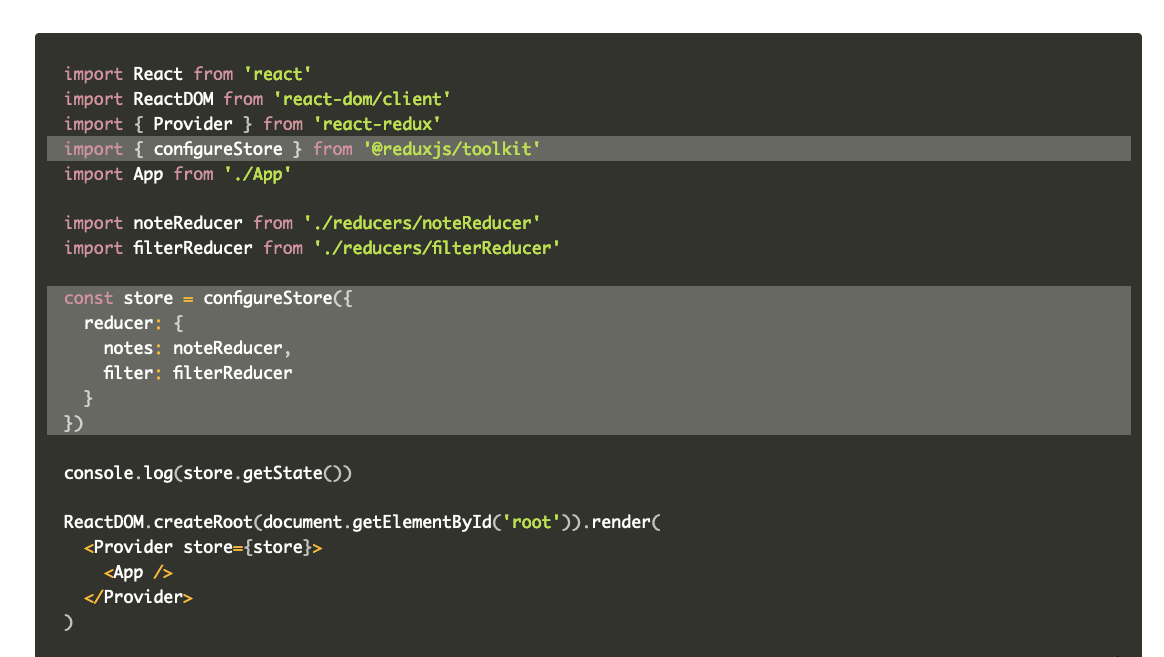 import React from 'react'
import ReactDOM from 'react-dom/client'
import { Provider } from 'react-redux'
import { configureStore } from '@reduxjs/toolkit'
import App from './App'

import noteReducer from './reducers/noteReducer'
import filterReducer from './reducers/filterReducer'

const store = configureStore({
  reducer: {
    notes: noteReducer,
    filter: filterReducer
  }
})

console.log(store.getState())

ReactDOM.createRoot(document.getElementById('root')).render(
  <Provider store={store}>
    <App />
  </Provider>
)